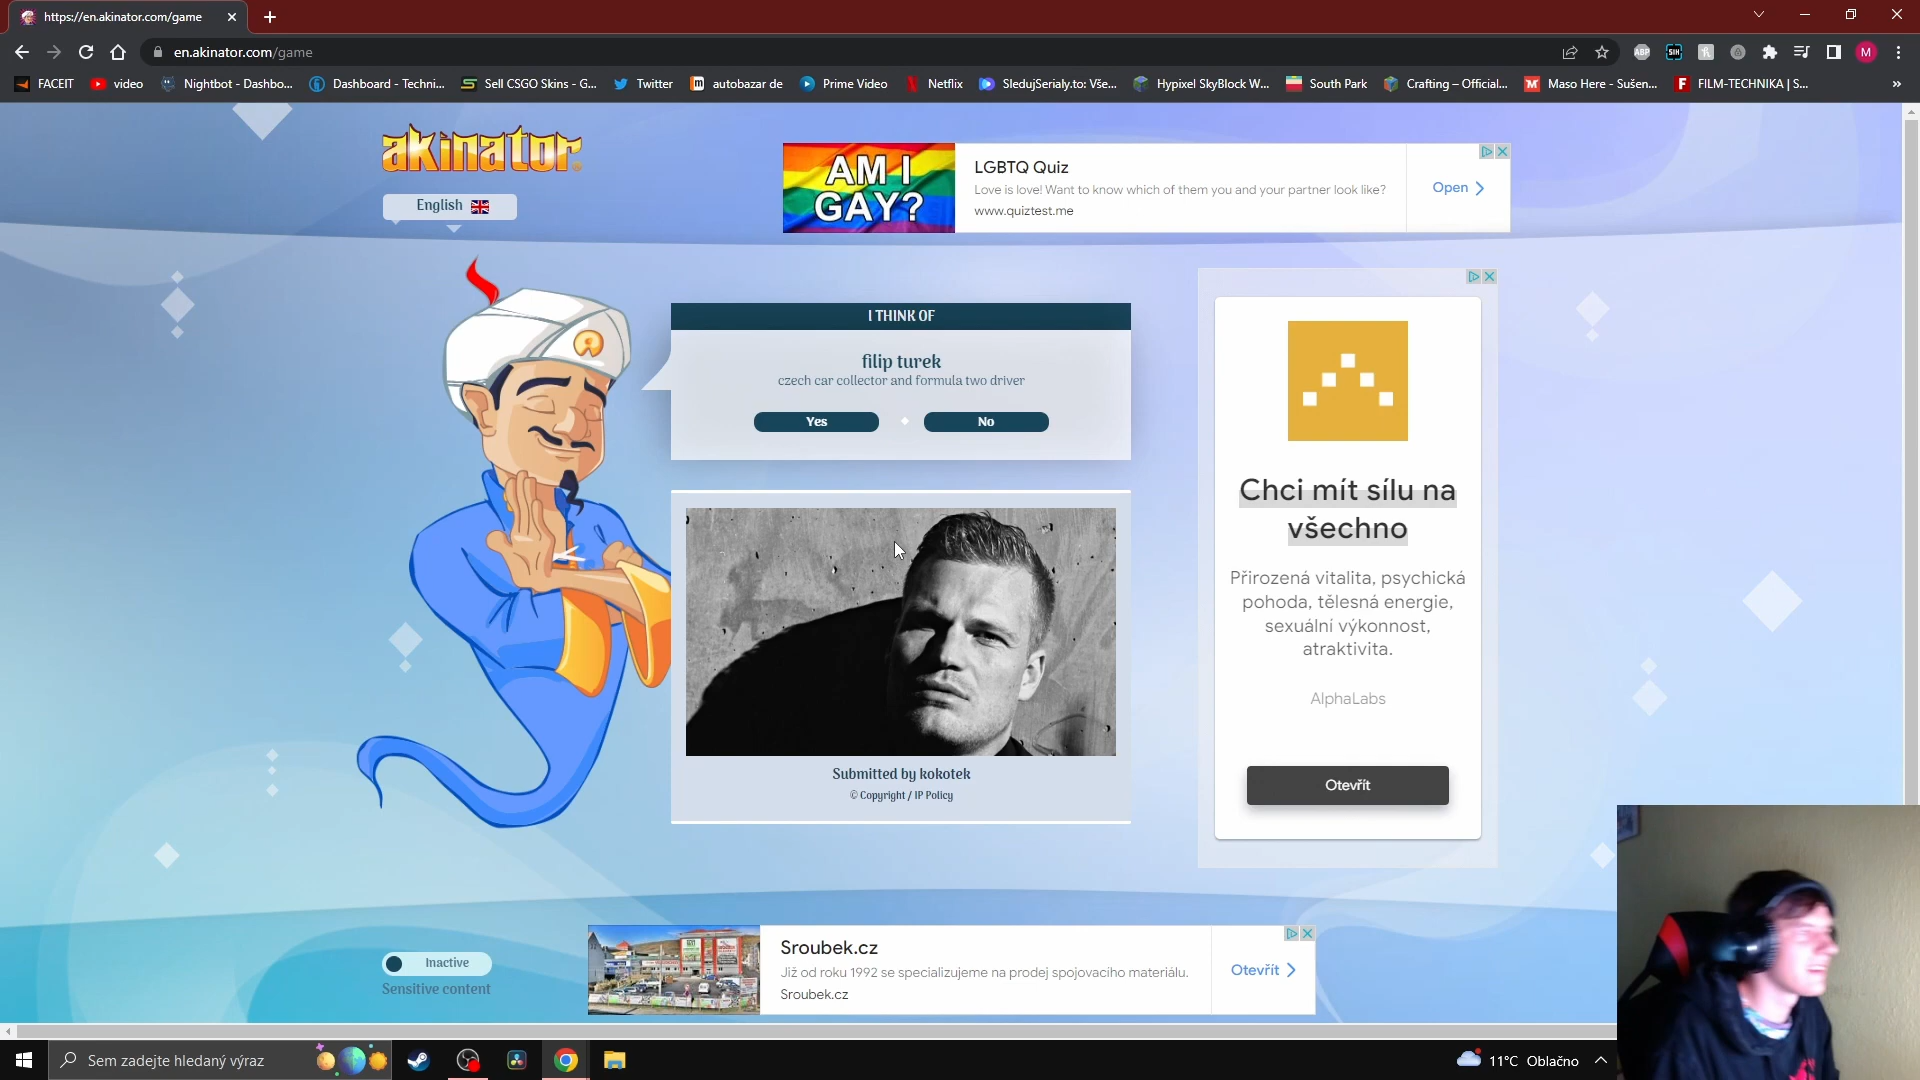 https://en.akinator.com/game
en.akinator.com/game
ABP
SIH
M
FACEIT
video
Nightbot - Dashbo...
Dashboard - Techni...
Sell CSGO Skins - G...
Twitter
autobazar de
Prime Video
Netflix
SledujSerialy.to: Vše...
Hypixel SkyBlock W...
South Park
Crafting – Official...
Maso Here - Sušen...
FILM-TECHNIKA | S...
»
akinator
English
AM I
GAY?
LGBTQ Quiz
Love is love! Want to know which of them you and your partner look like?
www.quiztest.me
Open
I THINK OF
filip turek
czech car collector and formula two driver
Yes
No
Submitted by kokotek
© Copyright / IP Policy
Chci mít sílu na
všechno
Přirozená vitalita, psychická
pohoda, tělesná energie,
sexuální výkonnost,
atraktivita.
AlphaLabs
Otevřít
Sroubek.cz
Již od roku 1992 se specializujeme na prodej spojovacího materiálu.
Sroubek.cz
Otevřít
Inactive
Sensitive content
Sem zadejte hledaný výraz
11°C Oblačno